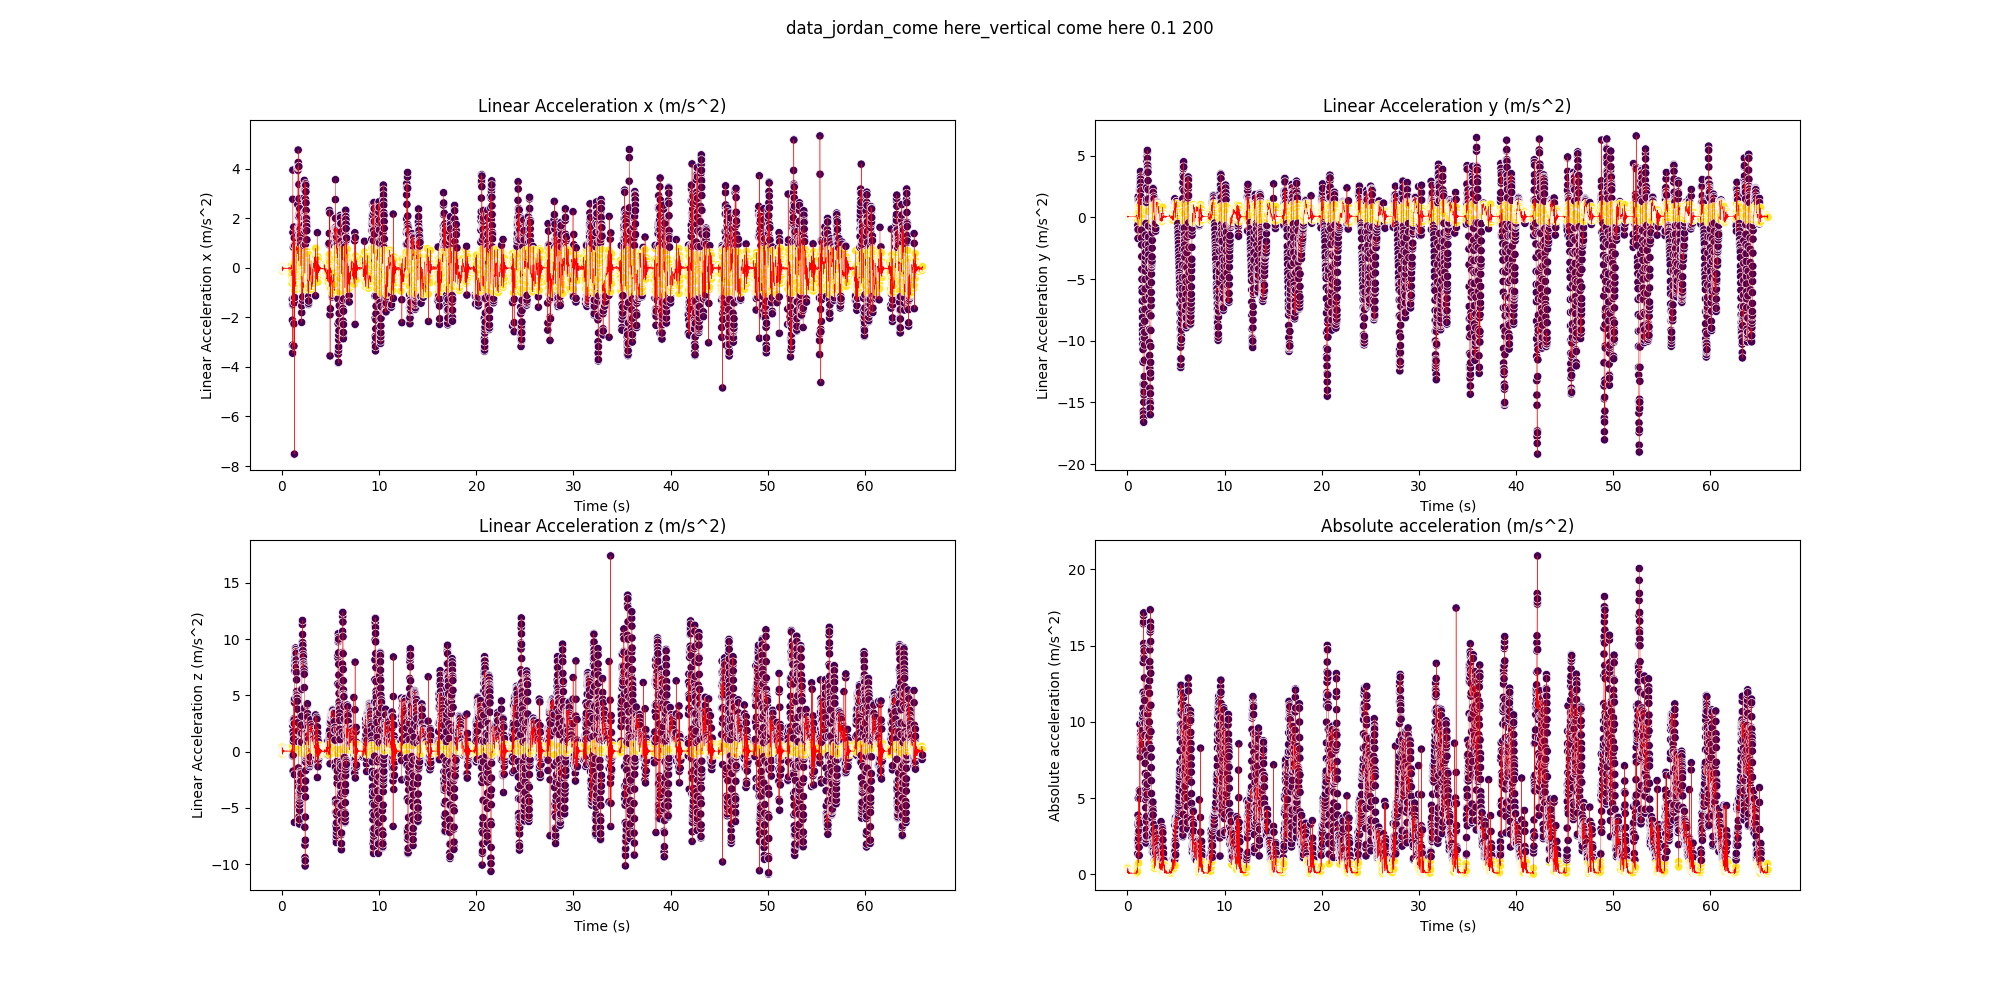 data_jordan_come here_vertical come here 0.1 200
Linear Acceleration x (m/s^2)
Linear Acceleration x (m/s^2)
4
2
0
−2
−4
−6
−8
0 10 20 30 40 50 60
Time (s)
Linear Acceleration y (m/s^2)
Linear Acceleration y (m/s^2)
5
0
−5
−10
−15
−20
0 10 20 30 40 50 60
Time (s)
Linear Acceleration z (m/s^2)
Linear Acceleration z (m/s^2)
15
10
5
0
−5
−10
0 10 20 30 40 50 60
Time (s)
Absolute acceleration (m/s^2)
Absolute acceleration (m/s^2)
20
15
10
5
0
0 10 20 30 40 50 60
Time (s)